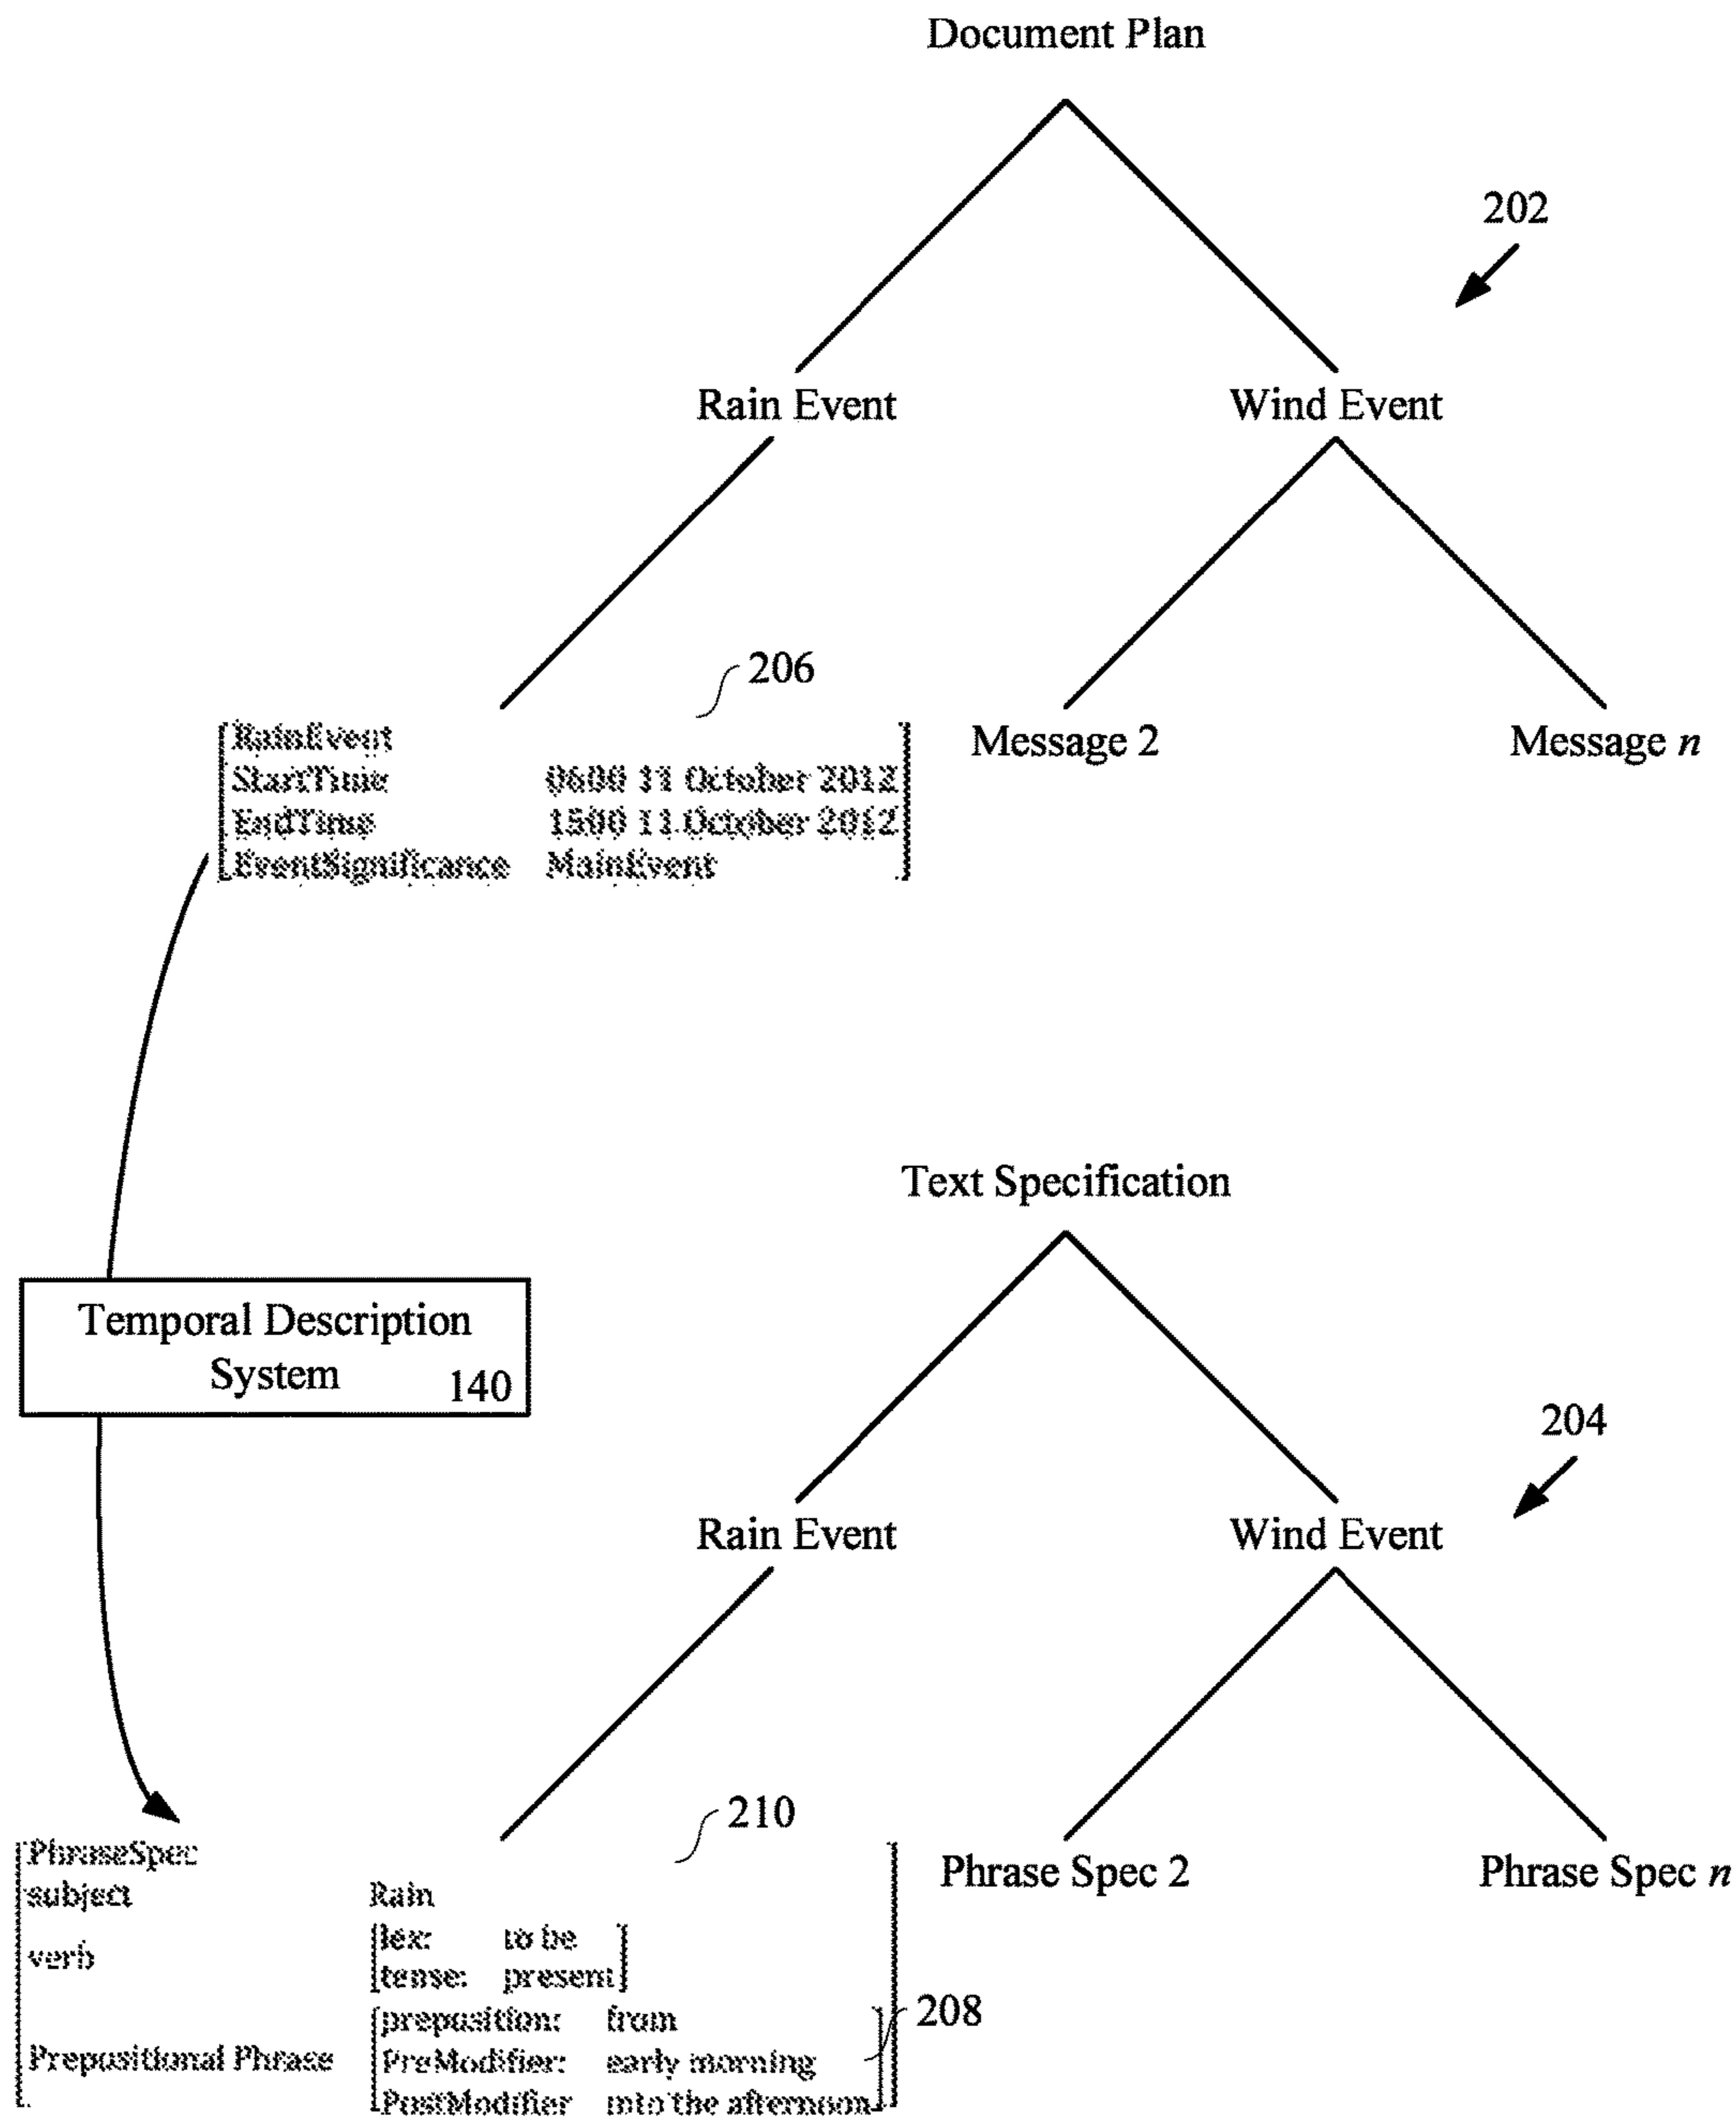 Document Plan
202
Rain Event
Wind Event
206
RainEvent
StartTime 0600 11 October 2012
EndTime 1500 11 October 2012
EventSignificance MainEvent
Message 2
Message n
Text Specification
Temporal Description
System
140
204
Rain Event
Wind Event
210
PhraseSpec
subject Rain
verb
lex: to be
tense: present
Prepositional Phrase
preposition: from
PreModifier: early morning
PostModifier into the afternoon
208
Phrase Spec 2
Phrase Spec n